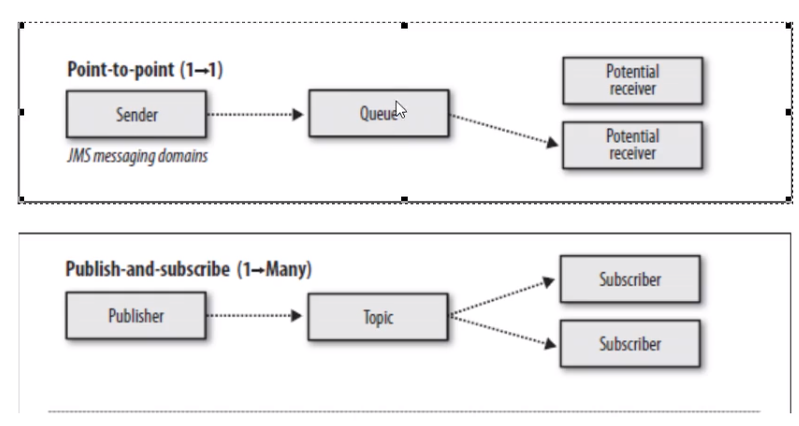 Point-to-point (1→1)
Sender
Queue
Potential
receiver
Potential
receiver
JMS messaging domains
Publish-and-subscribe (1→Many)
Publisher
Topic
Subscriber
Subscriber